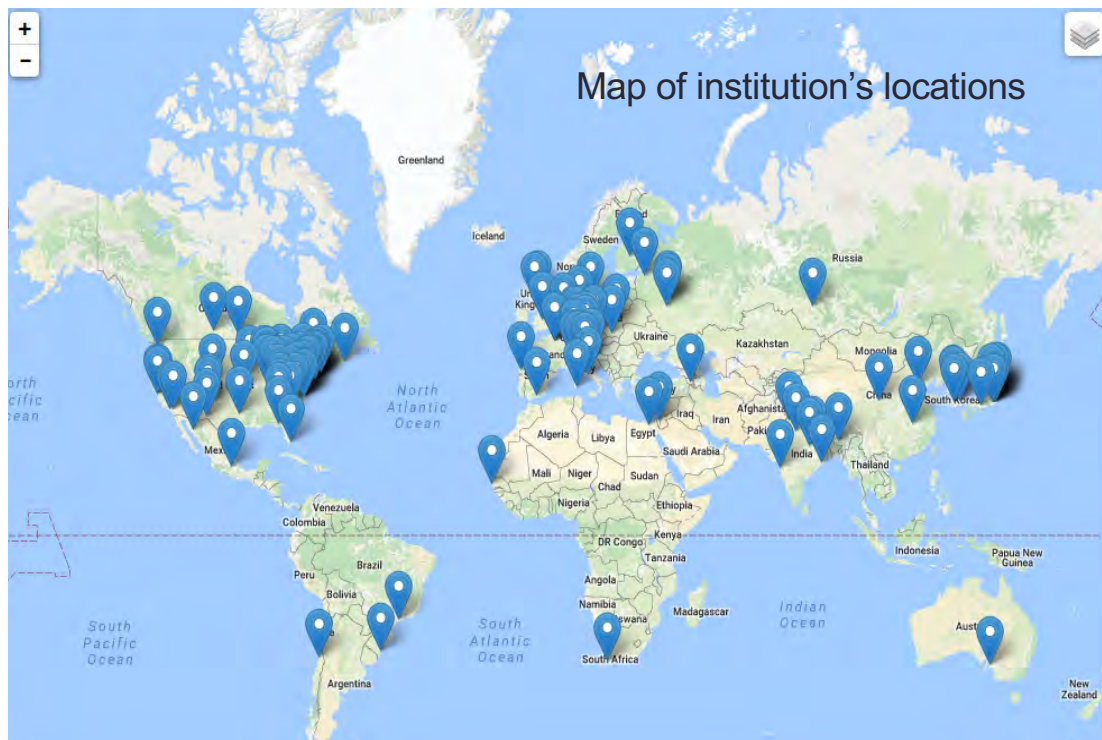 +
−
Map of institution's locations
Greenland
Iceland
Sweden
Russia
Ukraine
Kazakhstan
Mongolia
North
Atlantic
Ocean
China
South Korea
Iraq
Iran
Afghanista
Algeria
Libya
Egypt
Saudi Arabia
India
Thailand
Mali
Niger
Chad
Sudan
Nigeria
Ethiopia
Venezuela
Colombia
DR Congo
Kenya
Tanzania
Indonesia
Papua New
Guinea
Peru
Brazil
Bolivia
Angola
Namibia
Madagascar
South
Pacific
Ocean
South
Atlantic
Ocean
Indian
Ocean
South Africa
Argentina
New
Zealand